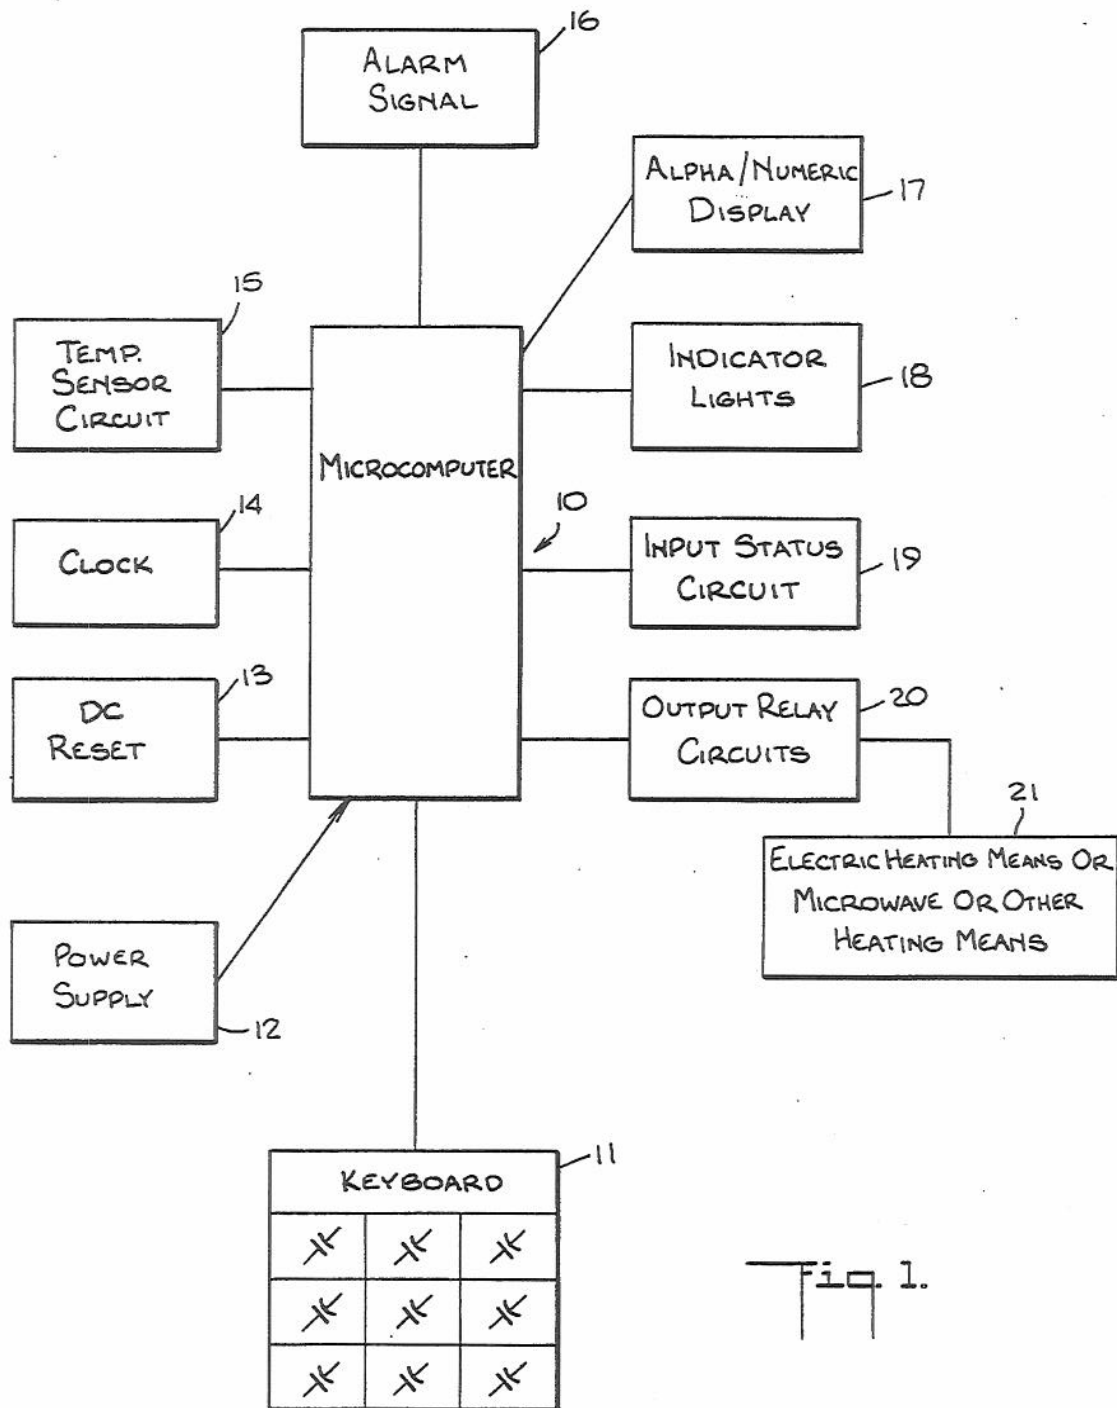 16
ALARM
SIGNAL
ALPHA/NUMERIC
DISPLAY
17
15
TEMP.
SENSOR
CIRCUIT
MICROCOMPUTER
INDICATOR
LIGHTS
18
14
CLOCK
10
INPUT STATUS
CIRCUIT
19
13
DC
RESET
OUTPUT RELAY
CIRCUITS
20
21
ELECTRIC HEATING MEANS OR
MICROWAVE OR OTHER
HEATING MEANS
POWER
SUPPLY
12
11
KEYBOARD
Fig. 1.